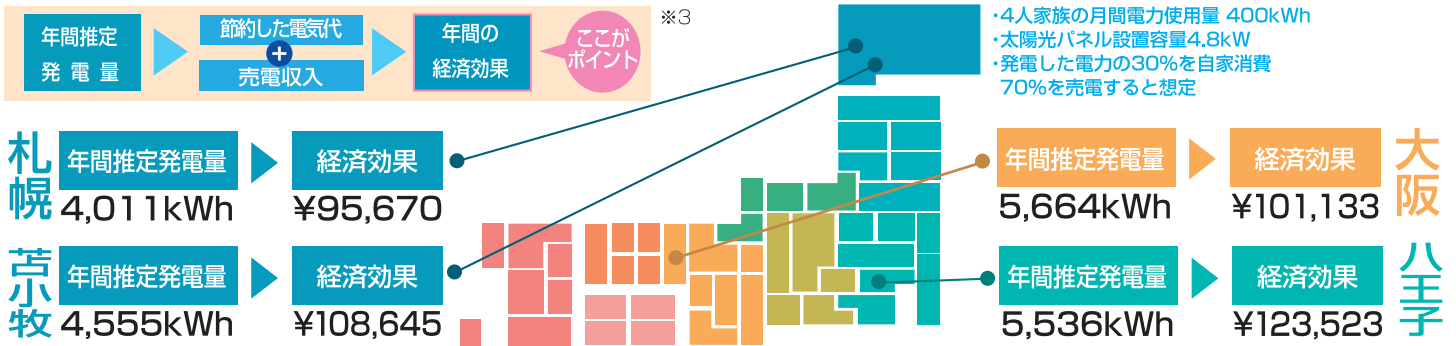 年間推定
発電量
節約した電気代
+
売電収入
年間の
経済効果
ここが
ポイント
※3
・4人家族の月間電力使用量 400kWh
・太陽光パネル設置容量4.8kW
・発電した電力の30%を自家消費
70%を売電すると想定
札幌
年間推定発電量
経済効果
4,011kWh
¥95,670
苫小牧
年間推定発電量
経済効果
4,555kWh
¥108,645
大阪
年間推定発電量
経済効果
5,664kWh
¥101,133
八王子
年間推定発電量
経済効果
5,536kWh
¥123,523